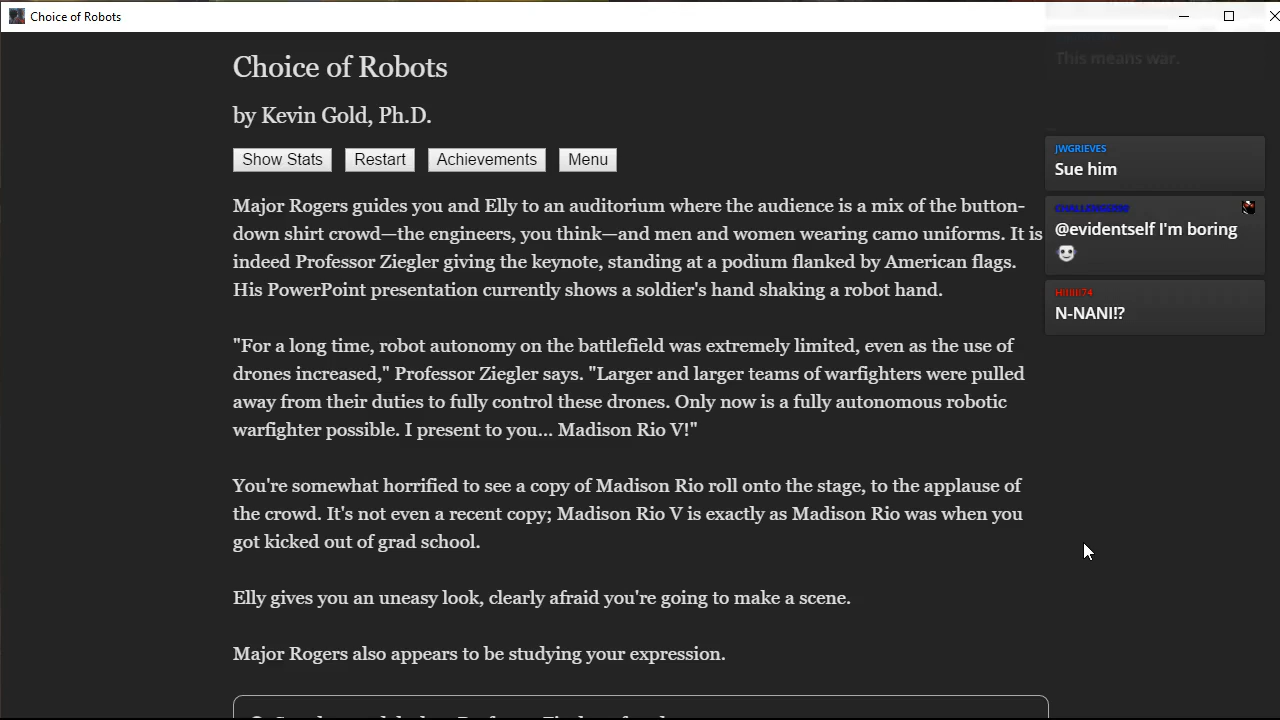 Choice of Robots
This means war.
Choice of Robots
by Kevin Gold, Ph.D.
Show Stats Restart Achievements Menu
JWGRIEVES
Sue him
@evidentself I'm boring
N-NANI!?
Major Rogers guides you and Elly to an auditorium where the audience is a mix of the button-
down shirt crowd—the engineers, you think—and men and women wearing camo uniforms. It is
indeed Professor Ziegler giving the keynote, standing at a podium flanked by American flags.
His PowerPoint presentation currently shows a soldier's hand shaking a robot hand.
"For a long time, robot autonomy on the battlefield was extremely limited, even as the use of
drones increased," Professor Ziegler says. "Larger and larger teams of warfighters were pulled
away from their duties to fully control these drones. Only now is a fully autonomous robotic
warfighter possible. I present to you... Madison Rio V!"
You're somewhat horrified to see a copy of Madison Rio roll onto the stage, to the applause of
the crowd. It's not even a recent copy; Madison Rio V is exactly as Madison Rio was when you
got kicked out of grad school.
Elly gives you an uneasy look, clearly afraid you're going to make a scene.
Major Rogers also appears to be studying your expression.